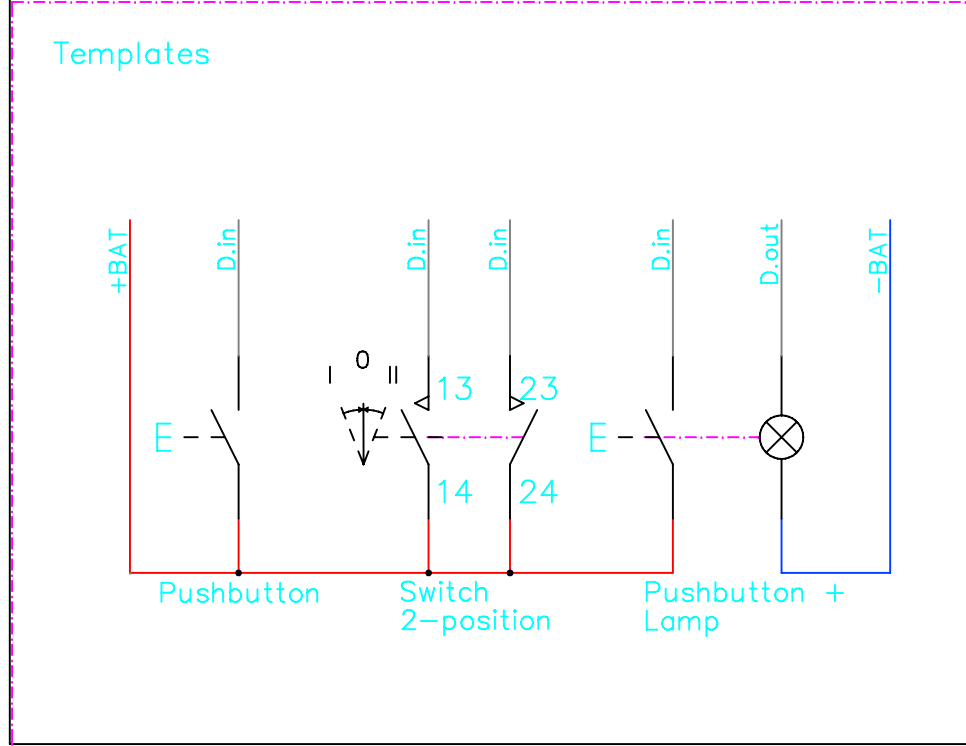 Templates
+BAT
D.in
D.in
D.in
D.in
D.out
-BAT
I 0 II
13
23
E
E
14
24
Pushbutton
Switch
2-position
Pushbutton +
Lamp